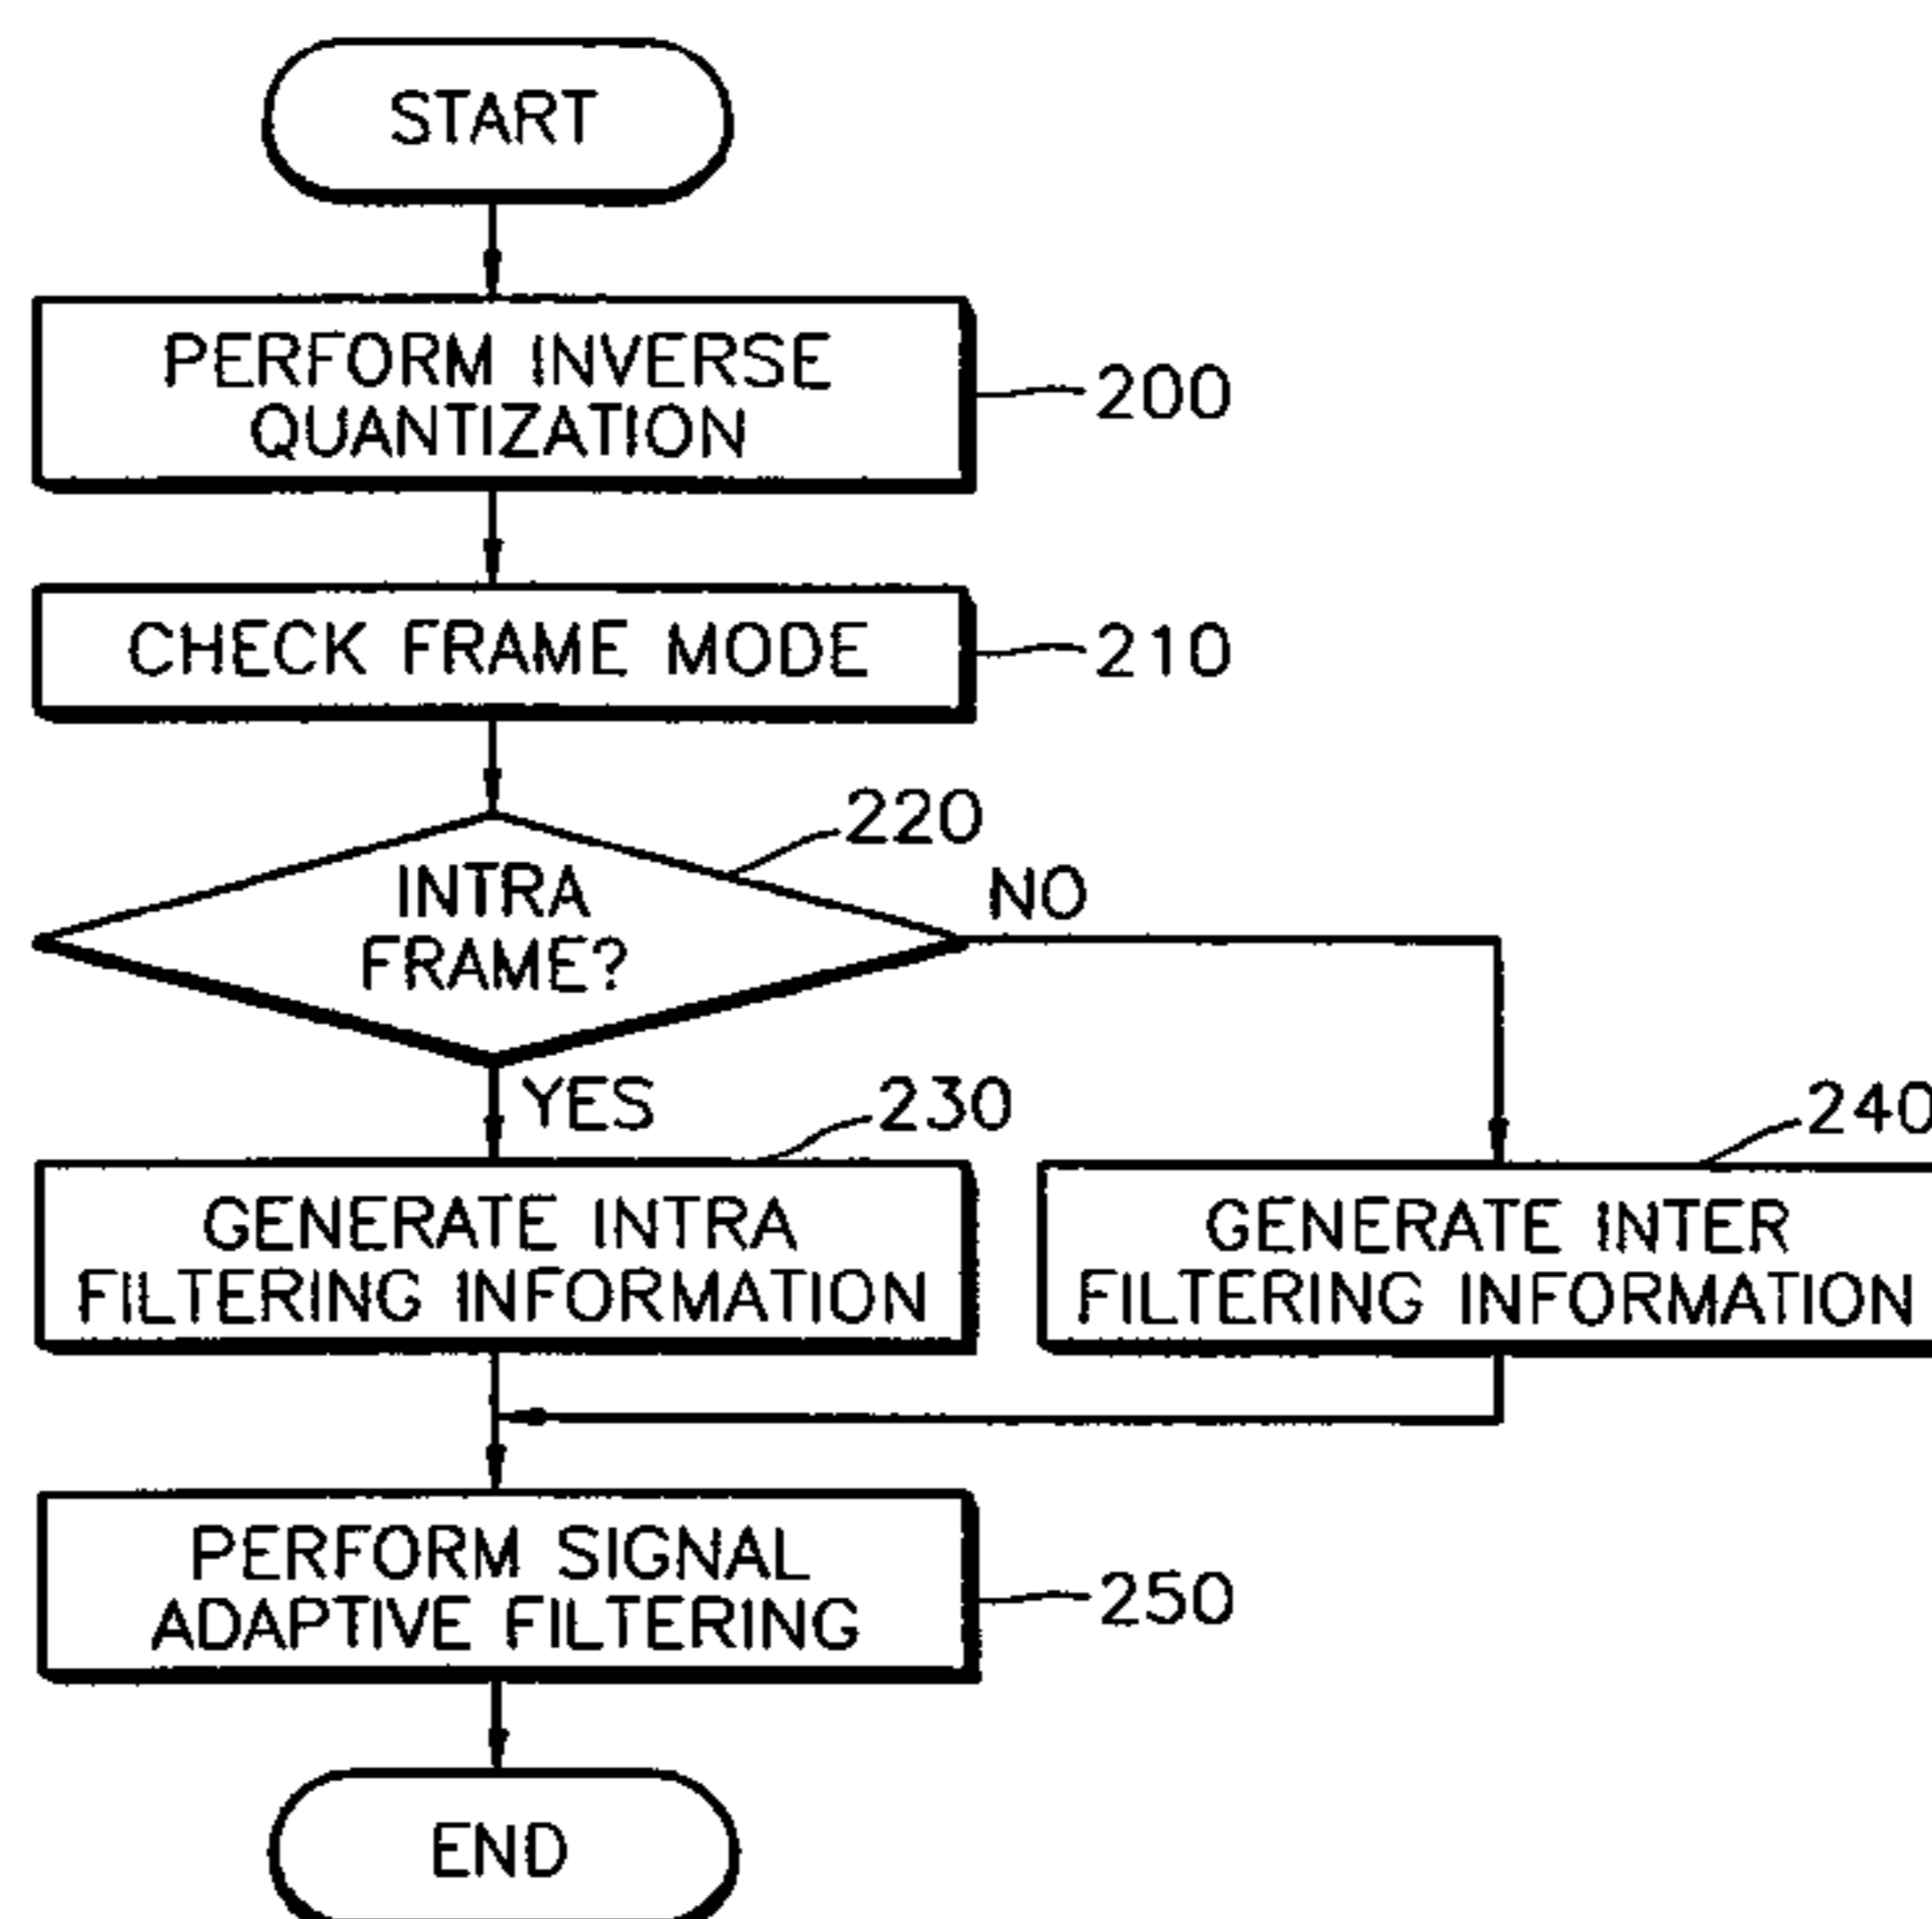 START
PERFORM INVERSE
QUANTIZATION
200
CHECK FRAME MODE
210
220
INTRA
FRAME?
NO
YES
230
240
GENERATE INTRA
FILTERING INFORMATION
GENERATE INTER
FILTERING INFORMATION
PERFORM SIGNAL
ADAPTIVE FILTERING
250
END